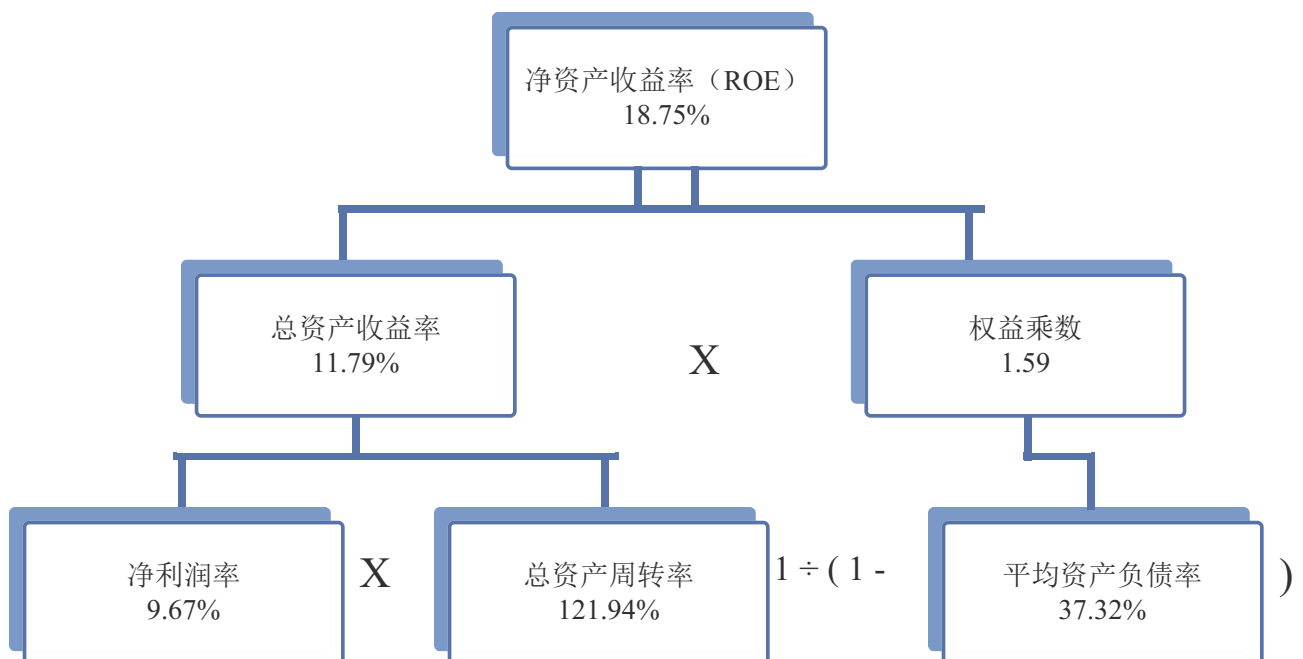 净资产收益率（ROE）
18.75%
总资产收益率
11.79%
X
权益乘数
1.59
净利润率
9.67%
X
总资产周转率
121.94%
1 ÷ ( 1 -
平均资产负债率
37.32%
)